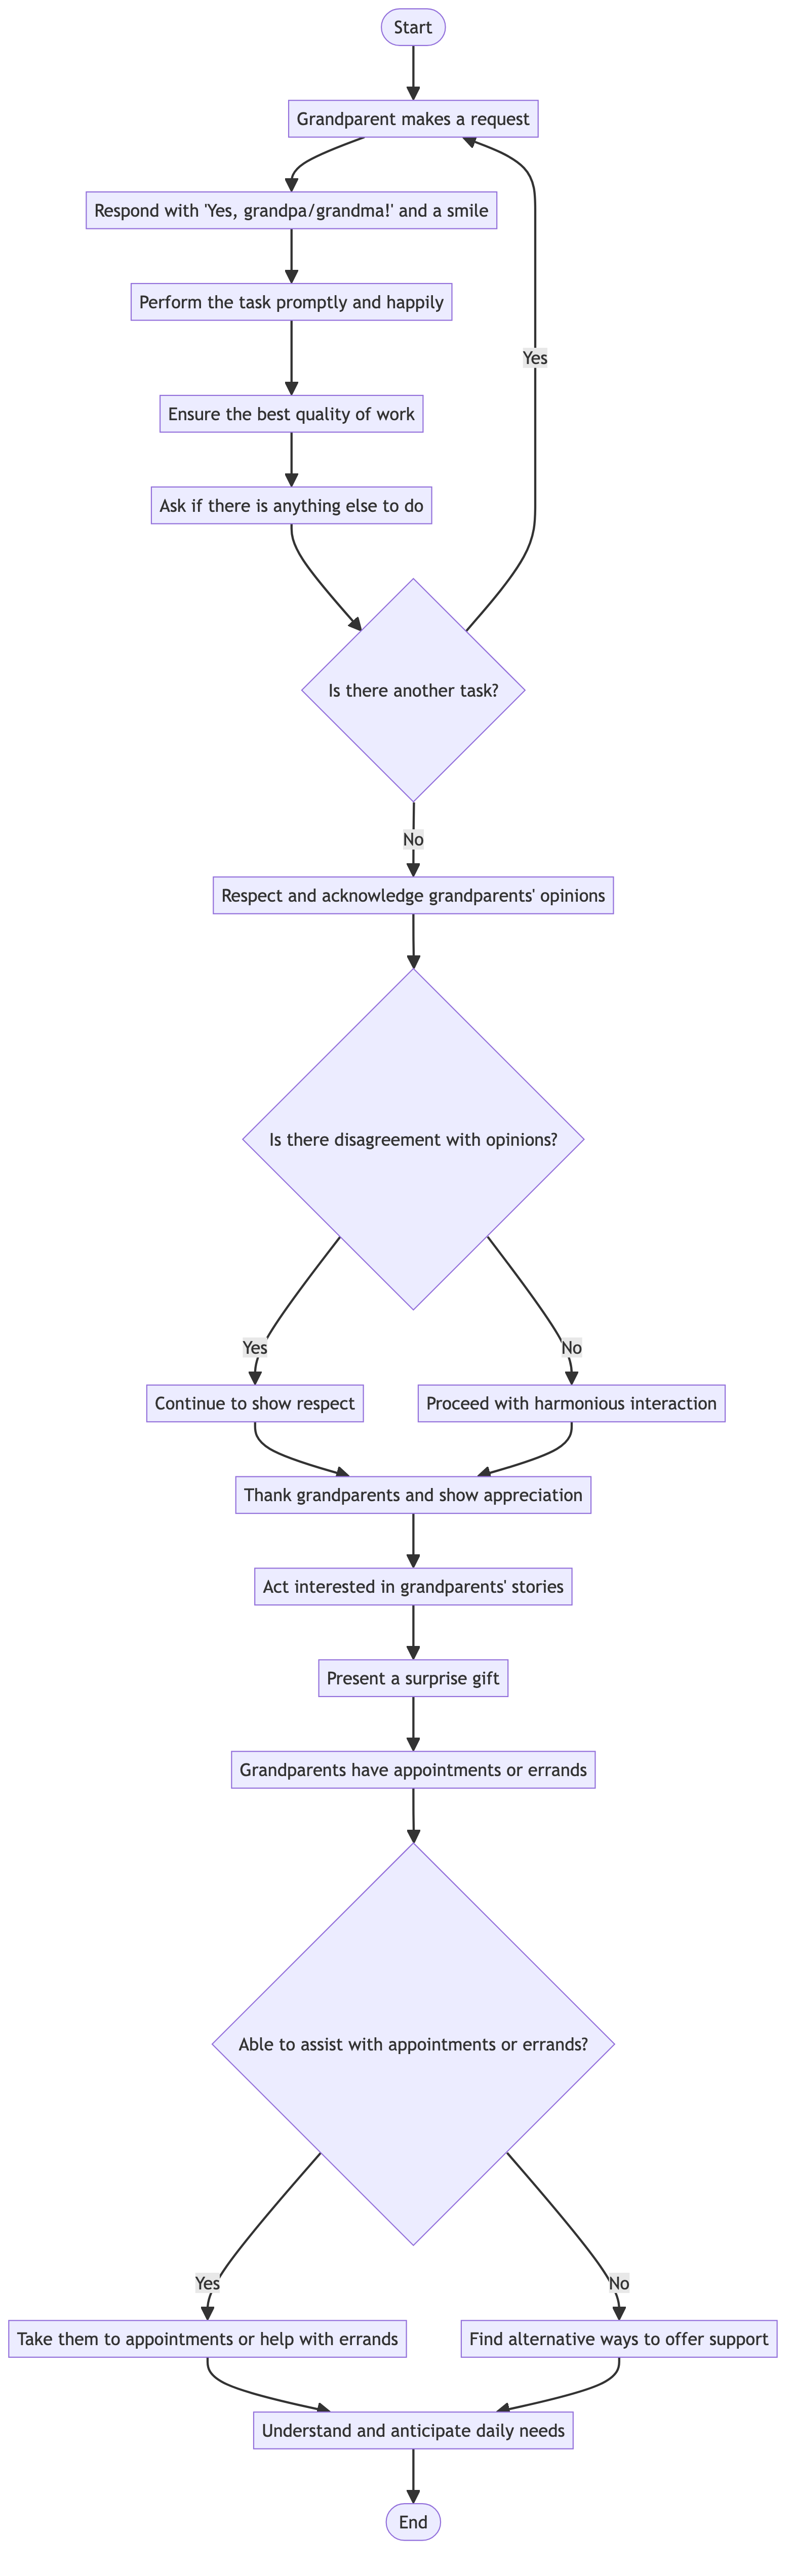 Start
Grandparent makes a request
Respond with 'Yes, grandpa/grandma!' and a smile
Perform the task promptly and happily
Yes
Ensure the best quality of work
Ask if there is anything else to do
Is there another task?
No
Respect and acknowledge grandparents' opinions
Is there disagreement with opinions?
Yes
No
Continue to show respect
Proceed with harmonious interaction
Thank grandparents and show appreciation
Act interested in grandparents' stories
Present a surprise gift
Grandparents have appointments or errands
Able to assist with appointments or errands?
Yes
No
Take them to appointments or help with errands
Find alternative ways to offer support
Understand and anticipate daily needs
End